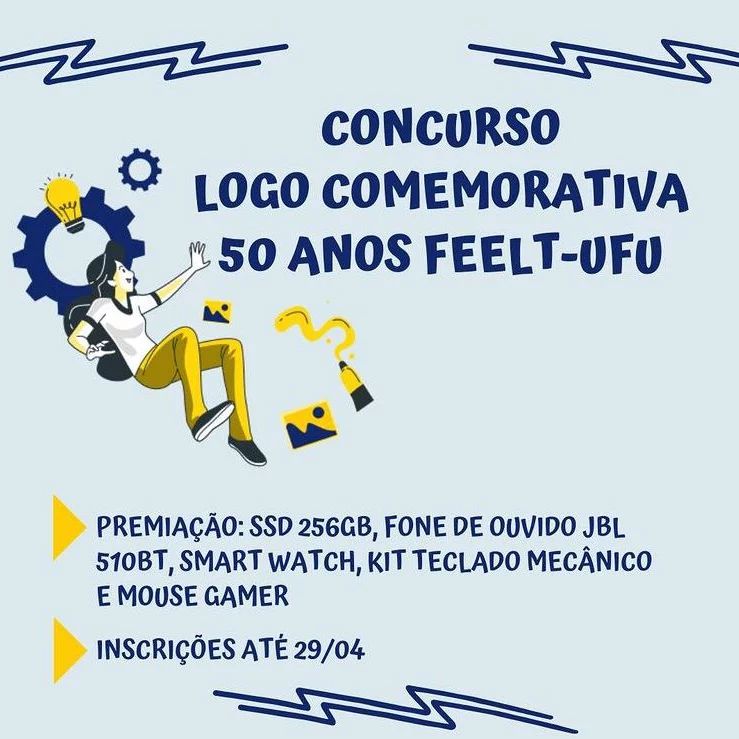 CONCURSO
LOGO COMEMORATIVA
50 ANOS FEELT-UFU
PREMIAÇÃO: SSD 256GB, FONE DE OUVIDO JBL
510BT, SMART WATCH, KIT TECLADO MECÂNICO
E MOUSE GAMER
INSCRIÇÕES ATÉ 29/04